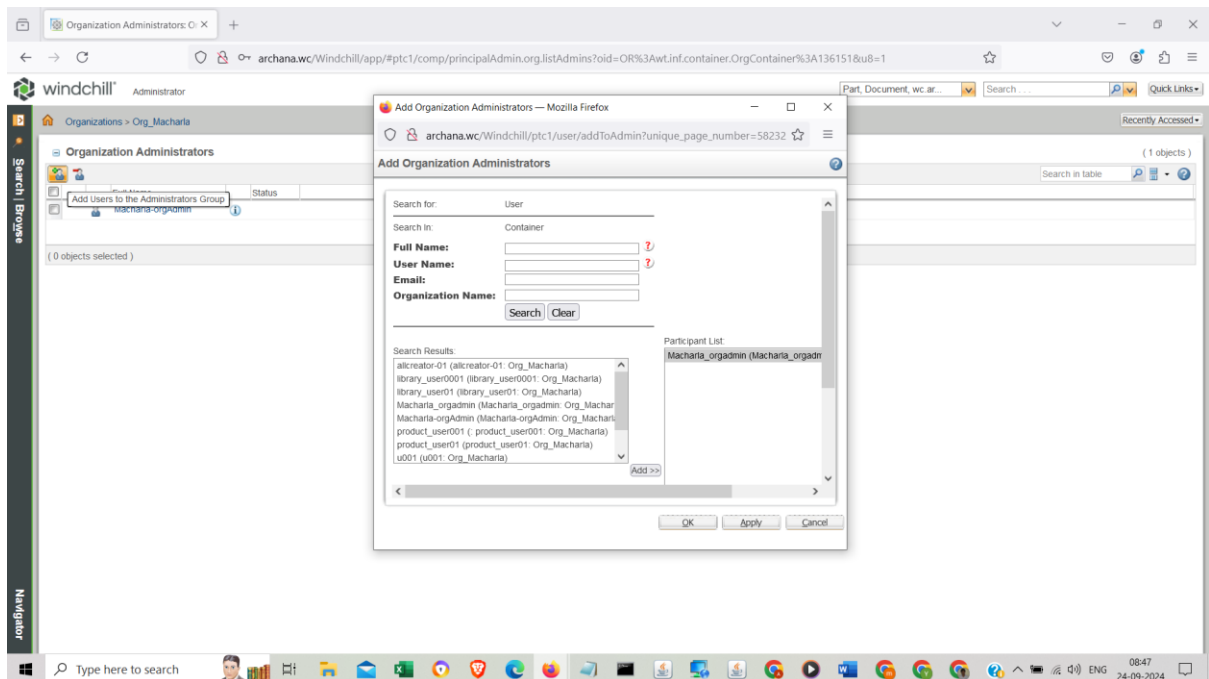 Organization Administrators: O
archana.wc/Windchill/app/#ptc1/comp/principalAdmin.org.listAdmins?oid=OR%3Awt.inf.container.OrgContainer%3A136151&u8=1
windchill
Administrator
Part, Document, wc.ar...
Search . . .
Quick Links
Organizations > Org_Macharla
Recently Accessed
Organization Administrators
( 1 objects )
Search in table
Full Name
Status
Add Users to the Administrators Group
Macharla-orgAdmin
( 0 objects selected )
Search | Browse
Navigator
Add Organization Administrators — Mozilla Firefox
archana.wc/Windchill/ptc1/user/addToAdmin?unique_page_number=58232
Add Organization Administrators
Search for: User
Search In: Container
Full Name:
User Name:
Email:
Organization Name:
Search Clear
Search Results:
allcreator-01 (allcreator-01: Org_Macharla)
library_user0001 (library_user0001: Org_Macharla)
library_user01 (library_user01: Org_Macharla)
Macharla_orgadmin (Macharla_orgadmin: Org_Machar
Macharla-orgAdmin (Macharla-orgAdmin: Org_Macharl
product_user001 (: product_user001: Org_Macharla)
product_user01 (product_user01: Org_Macharla)
u001 (u001: Org_Macharla)
Add >>
Participant List:
Macharla_orgadmin (Macharla_orgadm
OK Apply Cancel
Type here to search
ENG
08:47
24-09-2024